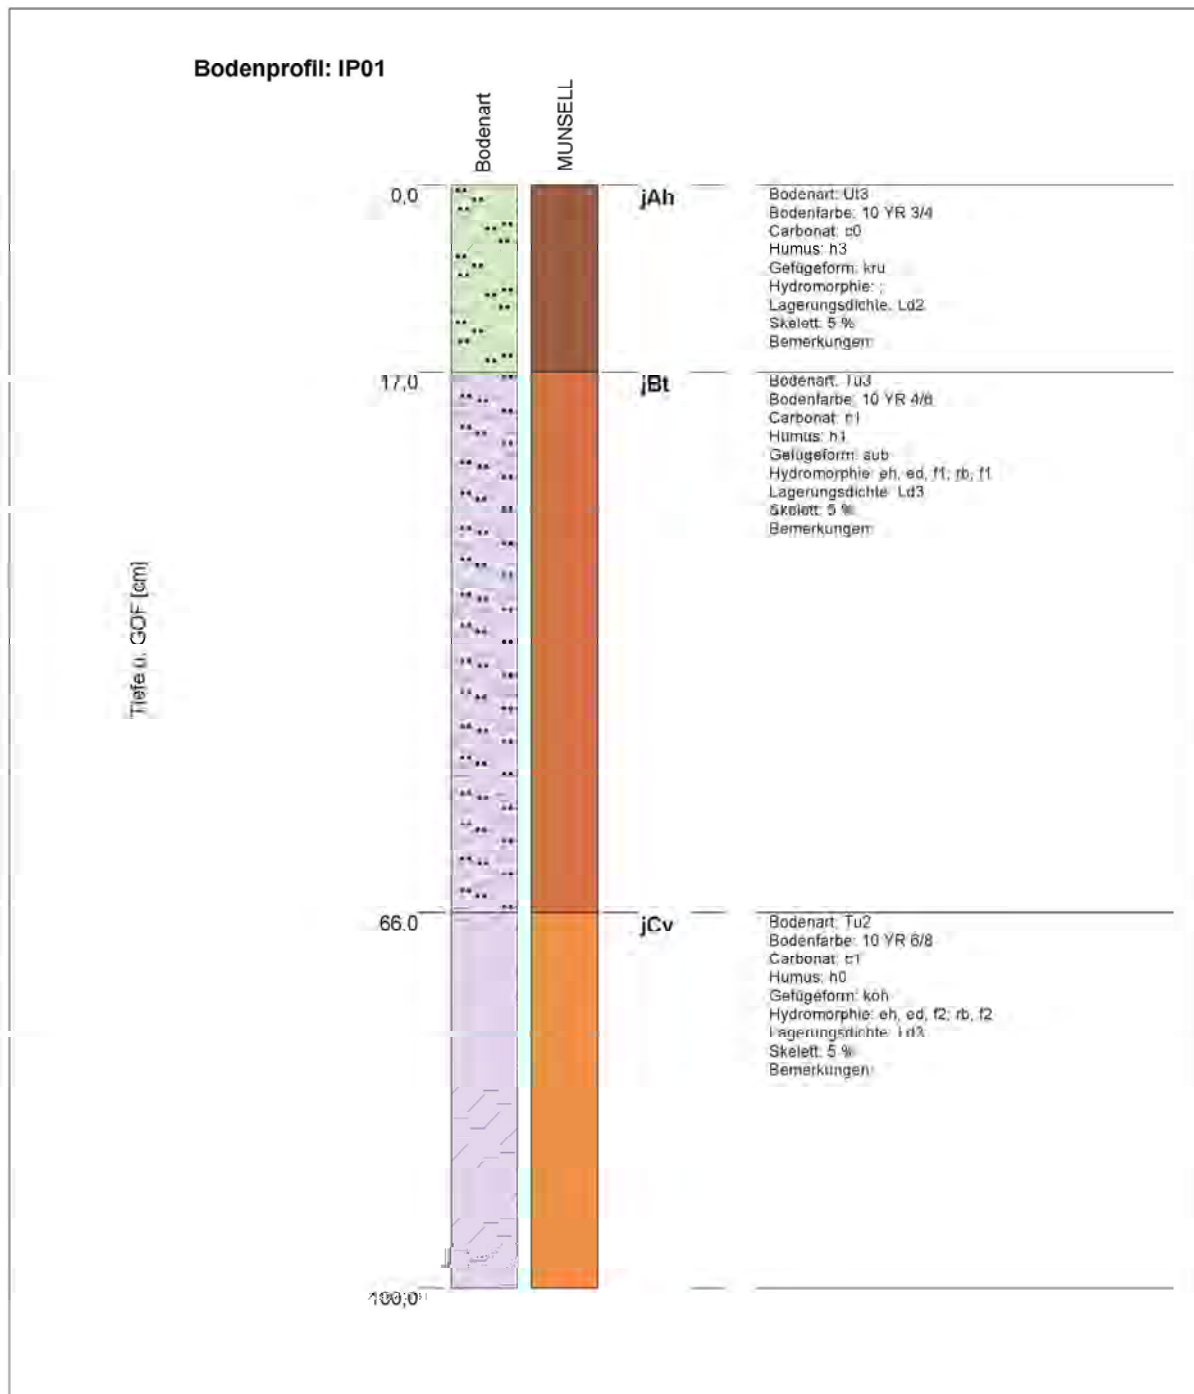 Bodenprofil: IP01
Bodenart
MUNSELL
0,0
jAh
Bodenart: Ut3
Bodenfarbe: 10 YR 3/4
Carbonat: c0
Humus: h3
Gefügeform: kru
Hydromorphie: ;
Lagerungsdichte: Ld2
Skelett: 5 %
Bemerkungen:
17,0
jBt
Bodenart: Tu3
Bodenfarbe: 10 YR 4/6
Carbonat: c1
Humus: h1
Gefügeform: sub
Hydromorphie: eh, ed, f1; rb, f1
Lagerungsdichte: Ld3
Skelett: 5 %
Bemerkungen:
Tiefe u. GOF [cm]
66,0
jCv
Bodenart: Tu2
Bodenfarbe: 10 YR 6/8
Carbonat: c1
Humus: h0
Gefügeform: koh
Hydromorphie: eh, ed, f2; rb, f2
Lagerungsdichte: Ld3
Skelett: 5 %
Bemerkungen:
100,0